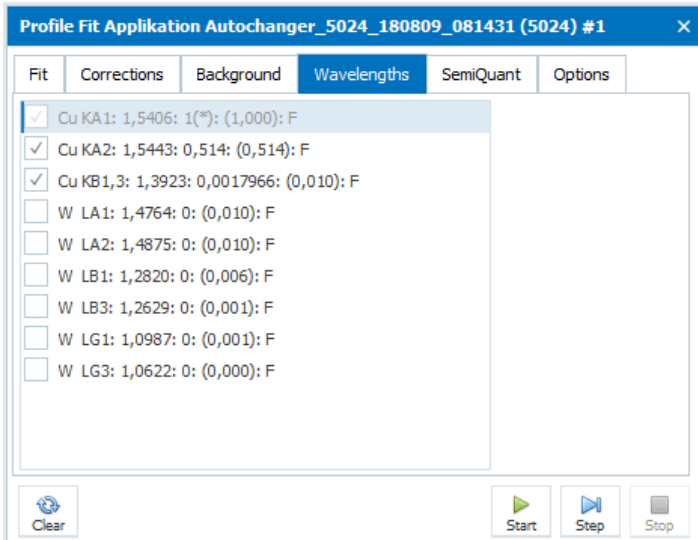 Profile Fit Applikation Autochanger_5024_180809_081431 (5024) #1
Fit Corrections Background Wavelengths SemiQuant Options
Cu KA1: 1,5406: 1(*): (1,000): F
Cu KA2: 1,5443: 0,514: (0,514): F
Cu KB1,3: 1,3923: 0,0017966: (0,010): F
W LA1: 1,4764: 0: (0,010): F
W LA2: 1,4875: 0: (0,010): F
W LB1: 1,2820: 0: (0,006): F
W LB3: 1,2629: 0: (0,001): F
W LG1: 1,0987: 0: (0,001): F
W LG3: 1,0622: 0: (0,000): F
Clear Start Step Stop